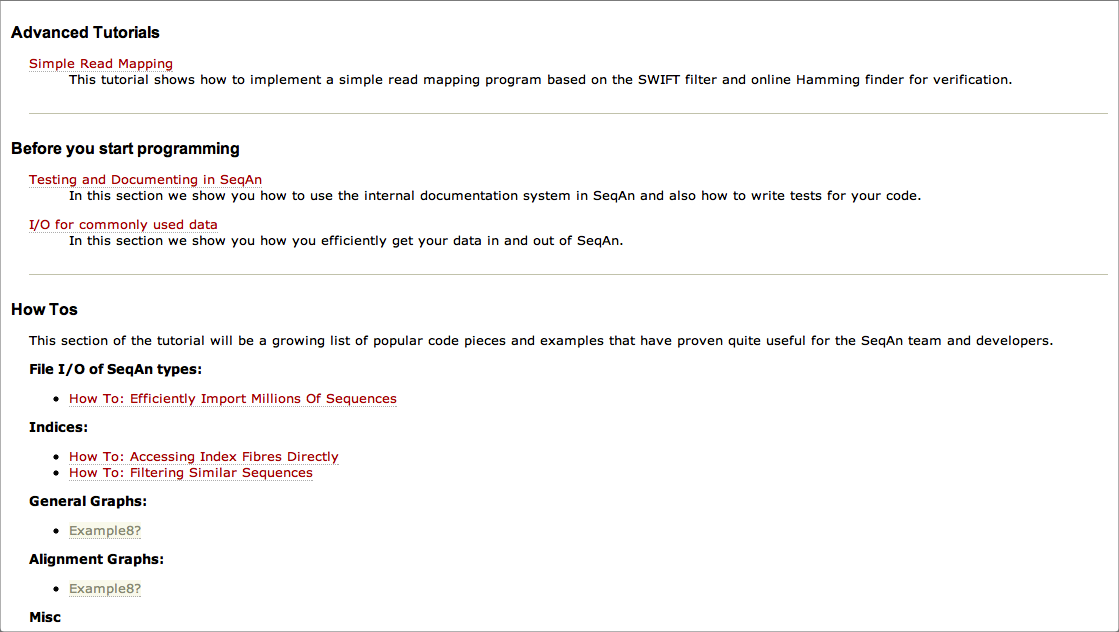 Advanced Tutorials
Simple Read Mapping
This tutorial shows how to implement a simple read mapping program based on the SWIFT filter and online Hamming finder for verification.
Before you start programming
Testing and Documenting in SeqAn
In this section we show you how to use the internal documentation system in SeqAn and also how to write tests for your code.
I/O for commonly used data
In this section we show you how you efficiently get your data in and out of SeqAn.
How Tos
This section of the tutorial will be a growing list of popular code pieces and examples that have proven quite useful for the SeqAn team and developers.
File I/O of SeqAn types:
How To: Efficiently Import Millions Of Sequences
Indices:
How To: Accessing Index Fibres Directly
How To: Filtering Similar Sequences
General Graphs:
Example8?
Alignment Graphs:
Example8?
Misc